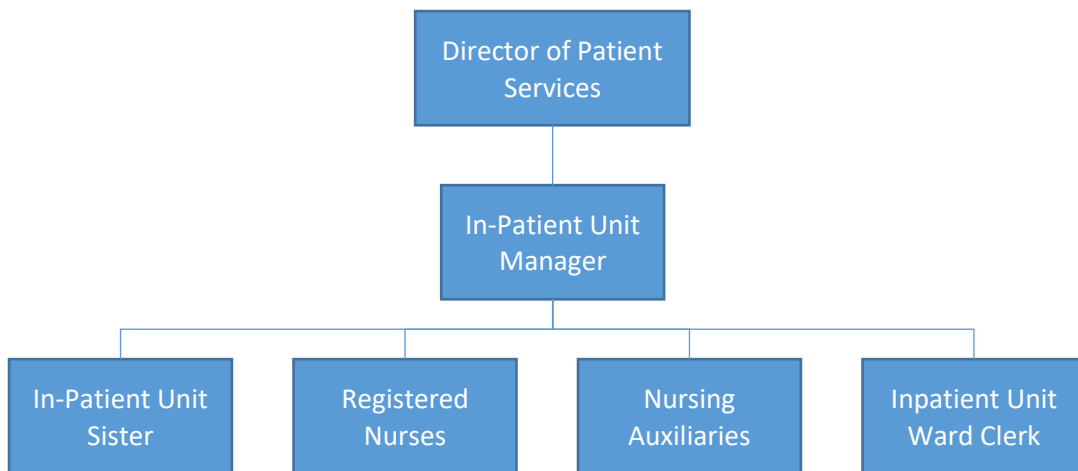 Director of Patient
Services
In-Patient Unit
Manager
In-Patient Unit
Sister
Registered
Nurses
Nursing
Auxiliaries
Inpatient Unit
Ward Clerk